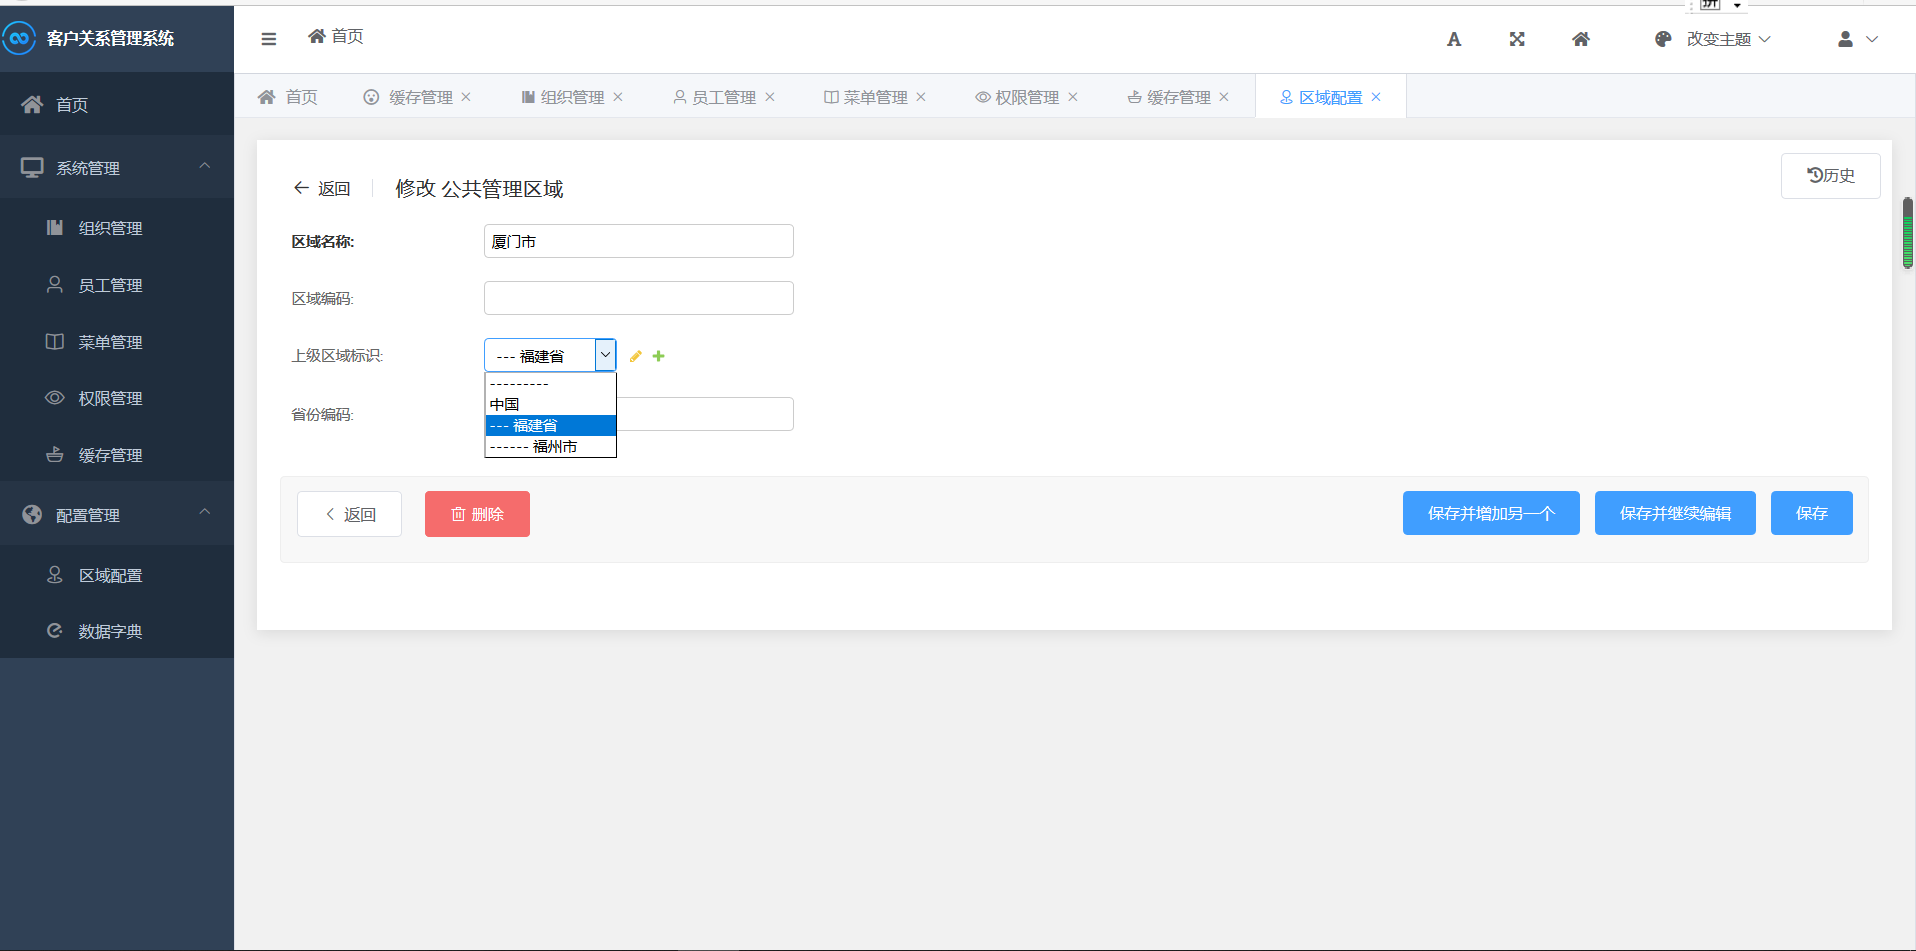 拼
客户关系管理系统
首页
A
改变主题
首页
缓存管理
组织管理
员工管理
菜单管理
权限管理
缓存管理
区域配置
首页
系统管理
组织管理
员工管理
菜单管理
权限管理
缓存管理
配置管理
区域配置
数据字典
返回
修改 公共管理区域
历史
区域名称:
厦门市
区域编码:
上级区域标识:
--- 福建省
---------
中国
--- 福建省
------ 福州市
省份编码:
返回
删除
保存并增加另一个
保存并继续编辑
保存